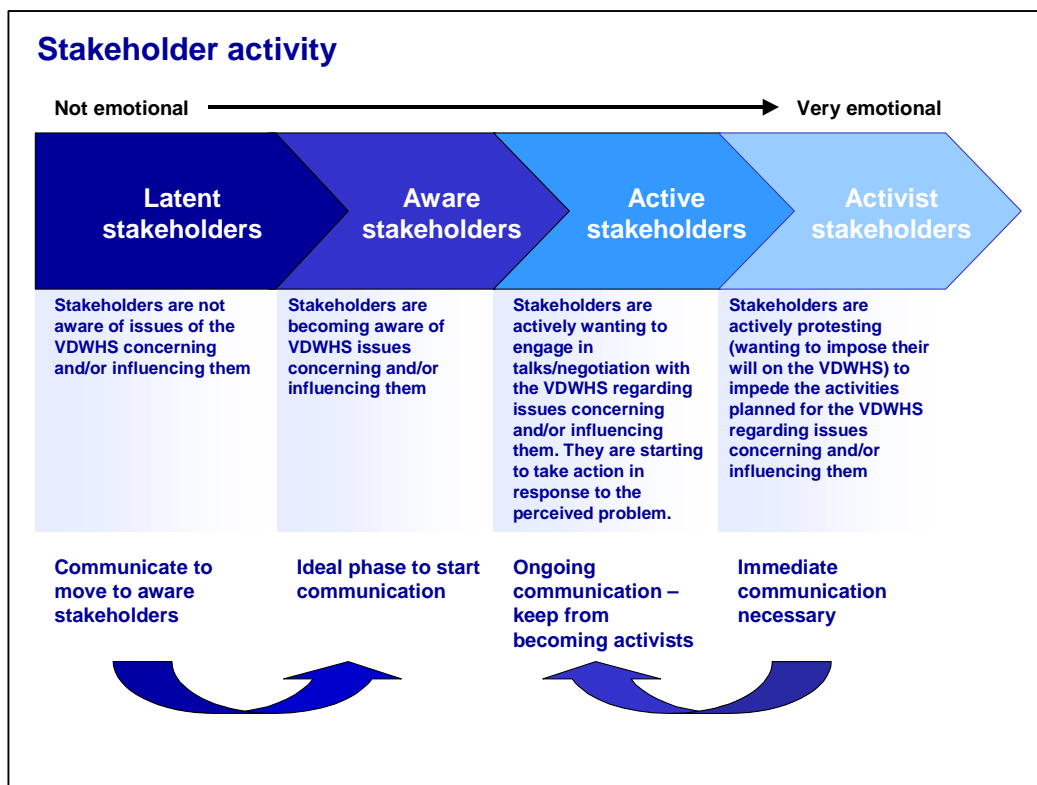 Stakeholder activity
Not emotional
Very emotional
Latent
stakeholders
Aware
stakeholders
Active
stakeholders
Activist
stakeholders
Stakeholders are not
aware of issues of the
VDWHS concerning
and/or influencing them
Stakeholders are
becoming aware of
VDWHS issues
concerning and/or
influencing them
Stakeholders are
actively wanting to
engage in
talks/negotiation with
the VDWHS regarding
issues concerning
and/or influencing
them. They are starting
to take action in
response to the
perceived problem.
Stakeholders are
actively protesting
(wanting to impose their
will on the VDWHS) to
impede the activities
planned for the VDWHS
regarding issues
concerning and/or
influencing them
Communicate to
move to aware
stakeholders
Ideal phase to start
communication
Ongoing
communication –
keep from
becoming activists
Immediate
communication
necessary